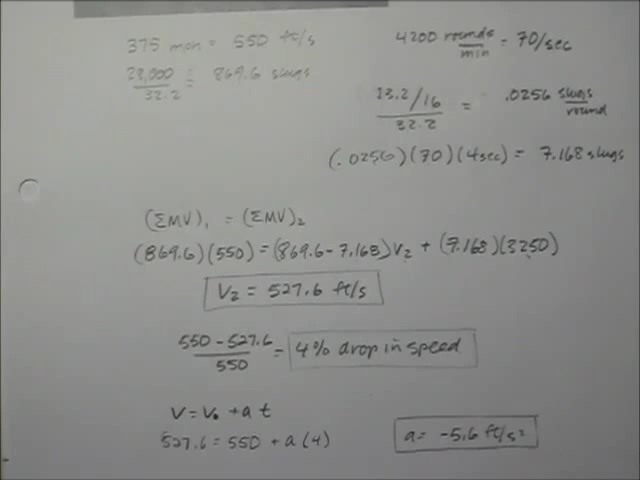 375 mph = 550 ft/s
28,000/32.2 = 869.6 slugs
4200 rounds/min = 70/sec
(13.2/16)/32.2 = .0256 slugs/round
(.0256)(70)(4sec) = 7.168 slugs
(ΣMV)₁ = (ΣMV)₂
(869.6)(550) = (869.6-7.168)V₂ + (7.168)(3250)
V₂ = 527.6 ft/s
(550-527.6)/550 = 4% drop in speed
V = V₀ + a t
527.6 = 550 + a(4)
a = -5.6 ft/s²